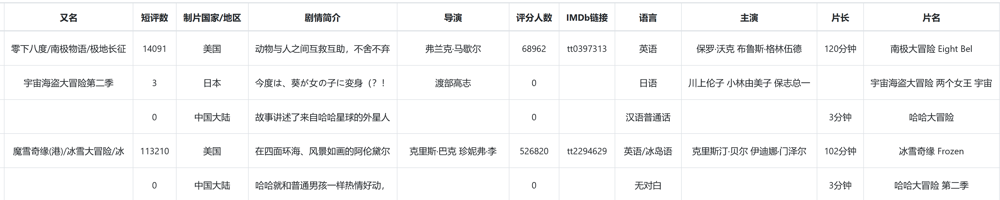 又名 短评数 制片国家/地区 剧情简介 导演 评分人数 IMDb链接 语言 主演 片长 片名
零下八度/南极物语/极地长征 14091 美国 动物与人之间互救互助，不舍不弃 弗兰克·马歇尔 68962 tt0397313 英语 保罗·沃克 布鲁斯·格林伍德 120分钟 南极大冒险 Eight Bel
宇宙海盗大冒险第二季 3 日本 今度は、葵が女の子に変身（？！ 渡部高志 0 日语 川上伦子 小林由美子 保志总一 宇宙海盗大冒险 两个女王 宇宙
0 中国大陆 故事讲述了来自哈哈星球的外星人 0 汉语普通话 3分钟 哈哈大冒险
魔雪奇缘(港)/冰雪大冒险/冰 113210 美国 在四面环海、风景如画的阿伦黛尔 克里斯·巴克 珍妮弗·李 526820 tt2294629 英语/冰岛语 克里斯汀·贝尔 伊迪娜·门泽尔 102分钟 冰雪奇缘 Frozen
0 中国大陆 哈哈就和普通男孩一样热情好动， 0 无对白 3分钟 哈哈大冒险 第二季